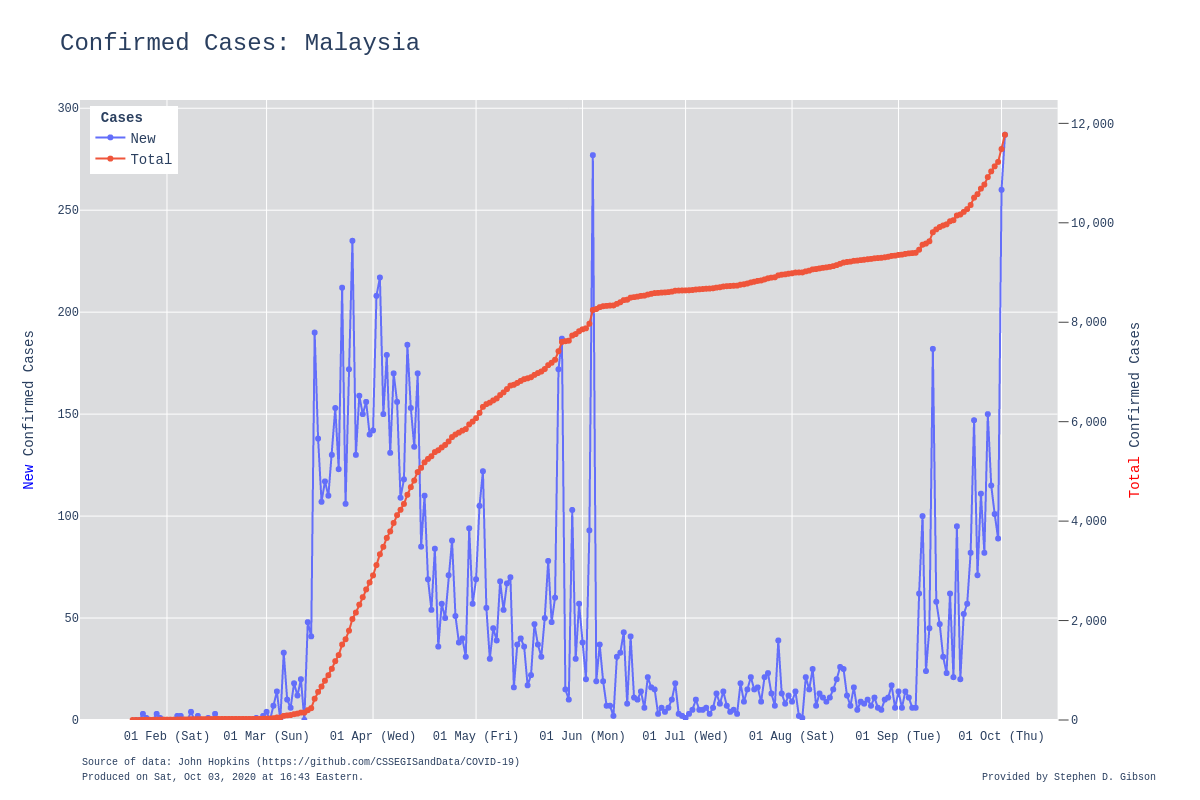 Confirmed Cases: Malaysia
Cases
New
Total
300
250
200
150
100
50
0
12,000
10,000
8,000
6,000
4,000
2,000
0
New Confirmed Cases
Total Confirmed Cases
01 Feb (Sat) 01 Mar (Sun) 01 Apr (Wed) 01 May (Fri) 01 Jun (Mon) 01 Jul (Wed) 01 Aug (Sat) 01 Sep (Tue) 01 Oct (Thu)
Source of data: John Hopkins (https://github.com/CSSEGISandData/COVID-19)
Produced on Sat, Oct 03, 2020 at 16:43 Eastern.
Provided by Stephen D. Gibson